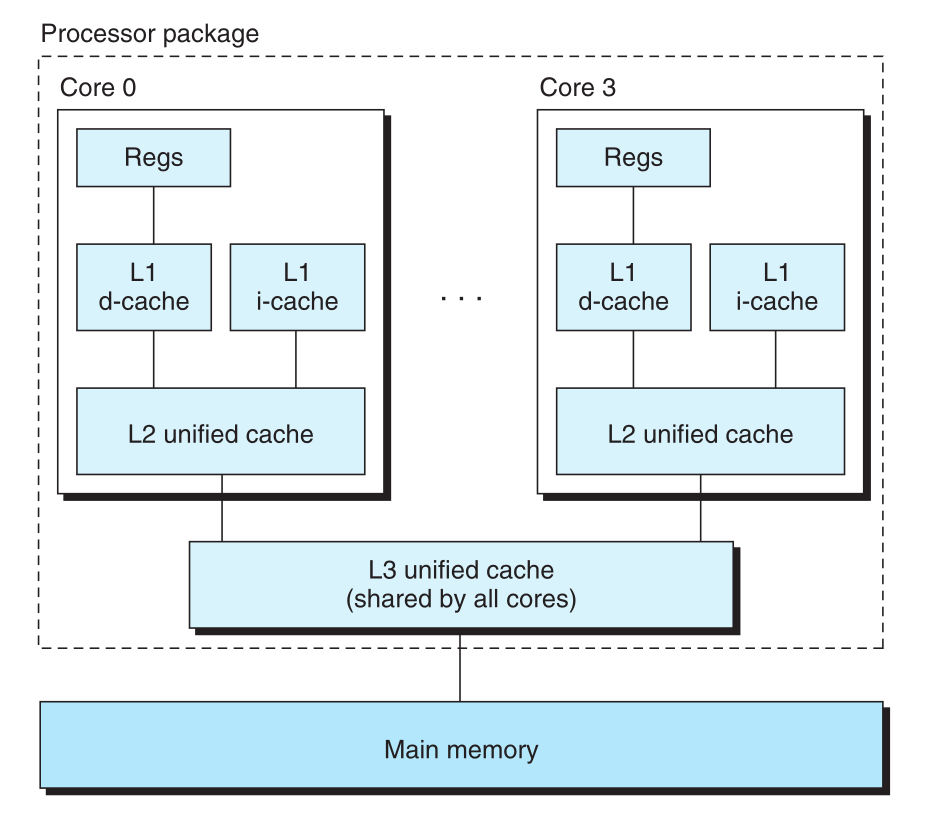 Processor package
Core 0
Regs
L1
d-cache
L1
i-cache
L2 unified cache
. . .
Core 3
Regs
L1
d-cache
L1
i-cache
L2 unified cache
L3 unified cache
(shared by all cores)
Main memory